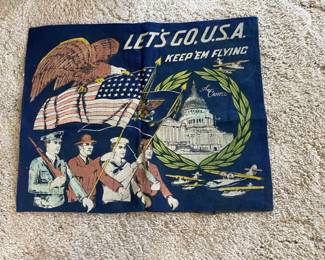 LET'S GO, U.S.A.
KEEP 'EM FLYING